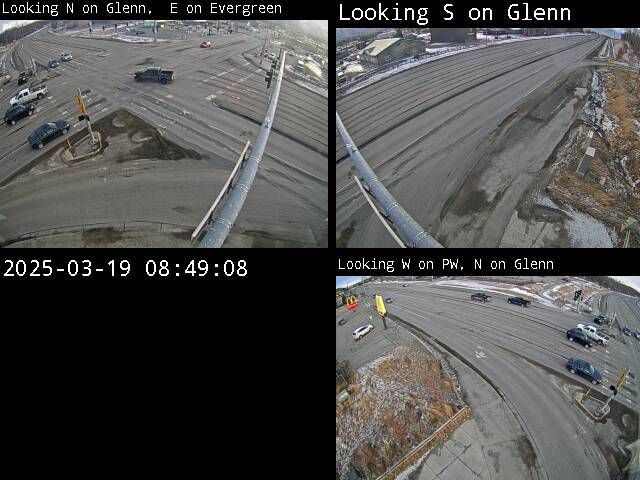 Looking N on Glenn, E on Evergreen
Looking S on Glenn
2025-03-19 08:49:08
Looking W on PW, N on Glenn